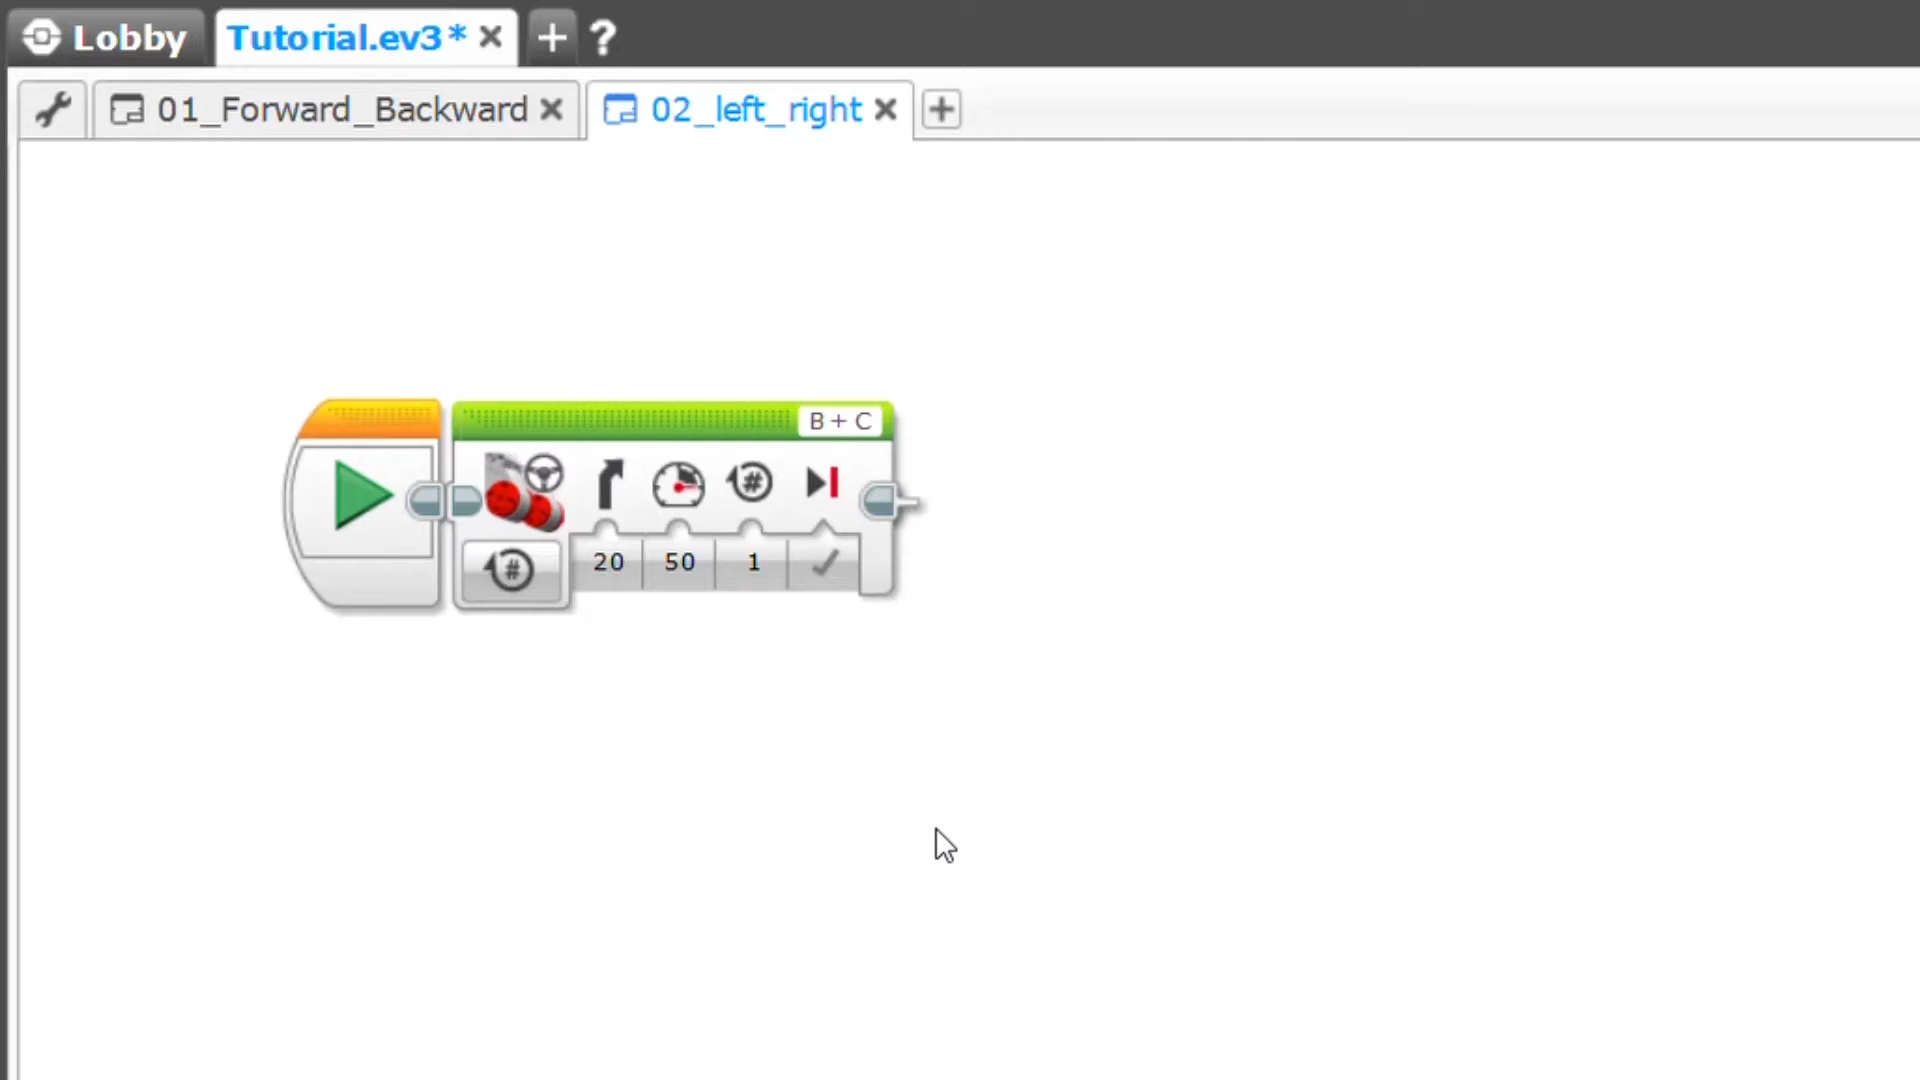 Lobby Tutorial.ev3* + ?
01_Forward_Backward 02_left_right +
B + C
#
# 20 50 1